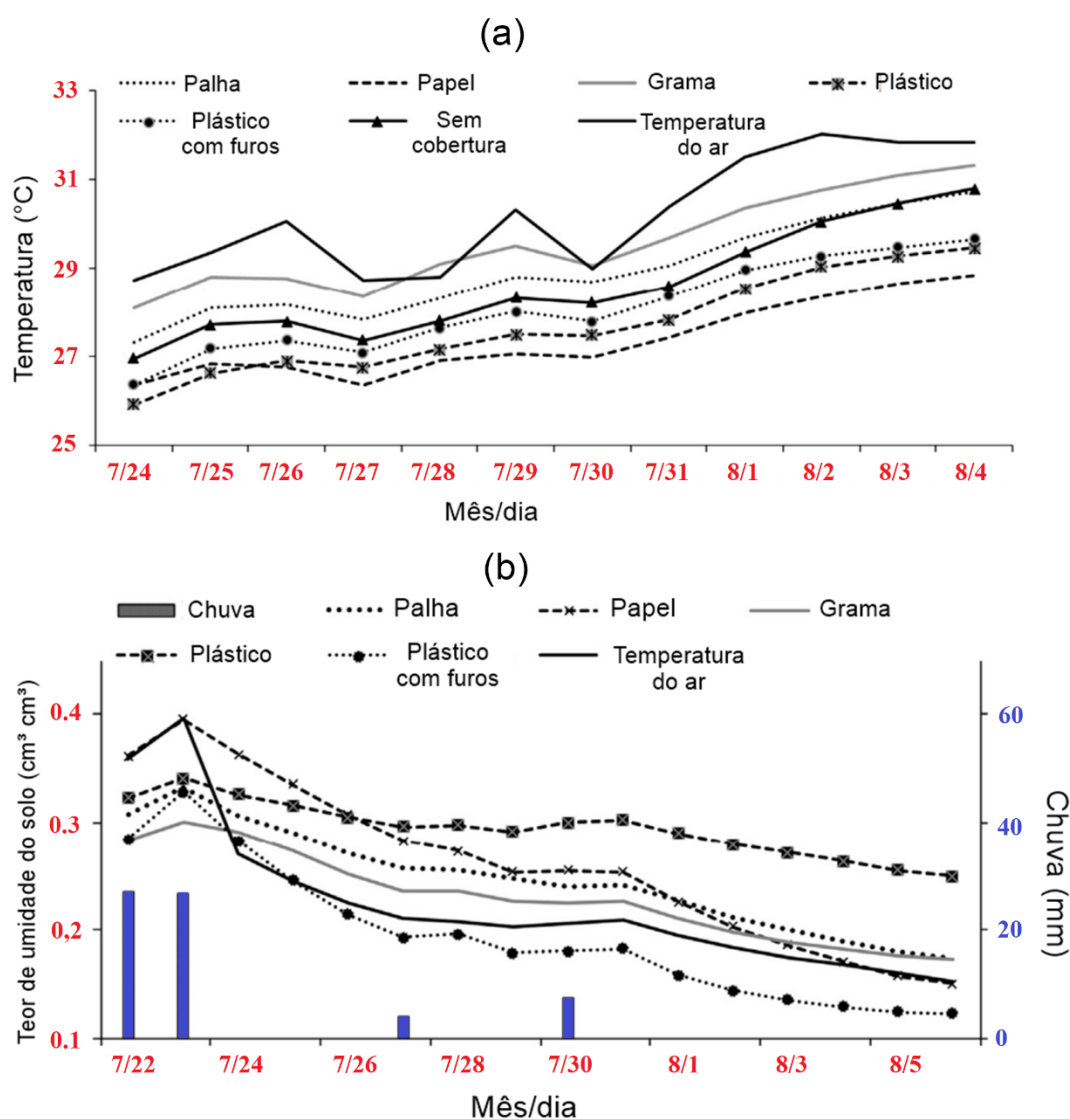 (a)
Palha Papel Grama Plástico
Plástico com furos Sem cobertura Temperatura do ar
Temperatura (°C)
33
31
29
27
25
7/24 7/25 7/26 7/27 7/28 7/29 7/30 7/31 8/1 8/2 8/3 8/4
Mês/dia
(b)
Chuva Palha Papel Grama
Plástico Plástico com furos Temperatura do ar
Teor de umidade do solo (cm³ cm³)
0.4
0.3
0,2
0.1
60
40
20
0
Chuva (mm)
7/22 7/24 7/26 7/28 7/30 8/1 8/3 8/5
Mês/dia